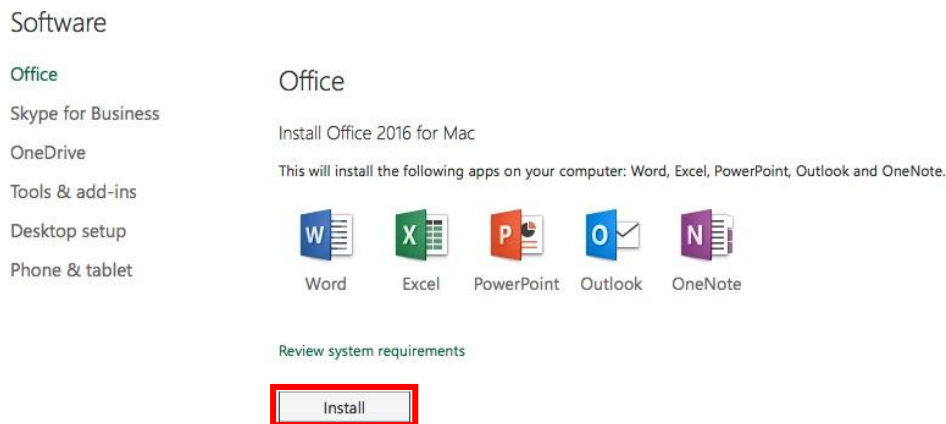 Software
Office
Skype for Business
OneDrive
Tools & add-ins
Desktop setup
Phone & tablet
Office
Install Office 2016 for Mac
This will install the following apps on your computer: Word, Excel, PowerPoint, Outlook and OneNote.
W X P O N
Word Excel PowerPoint Outlook OneNote
Review system requirements
Install